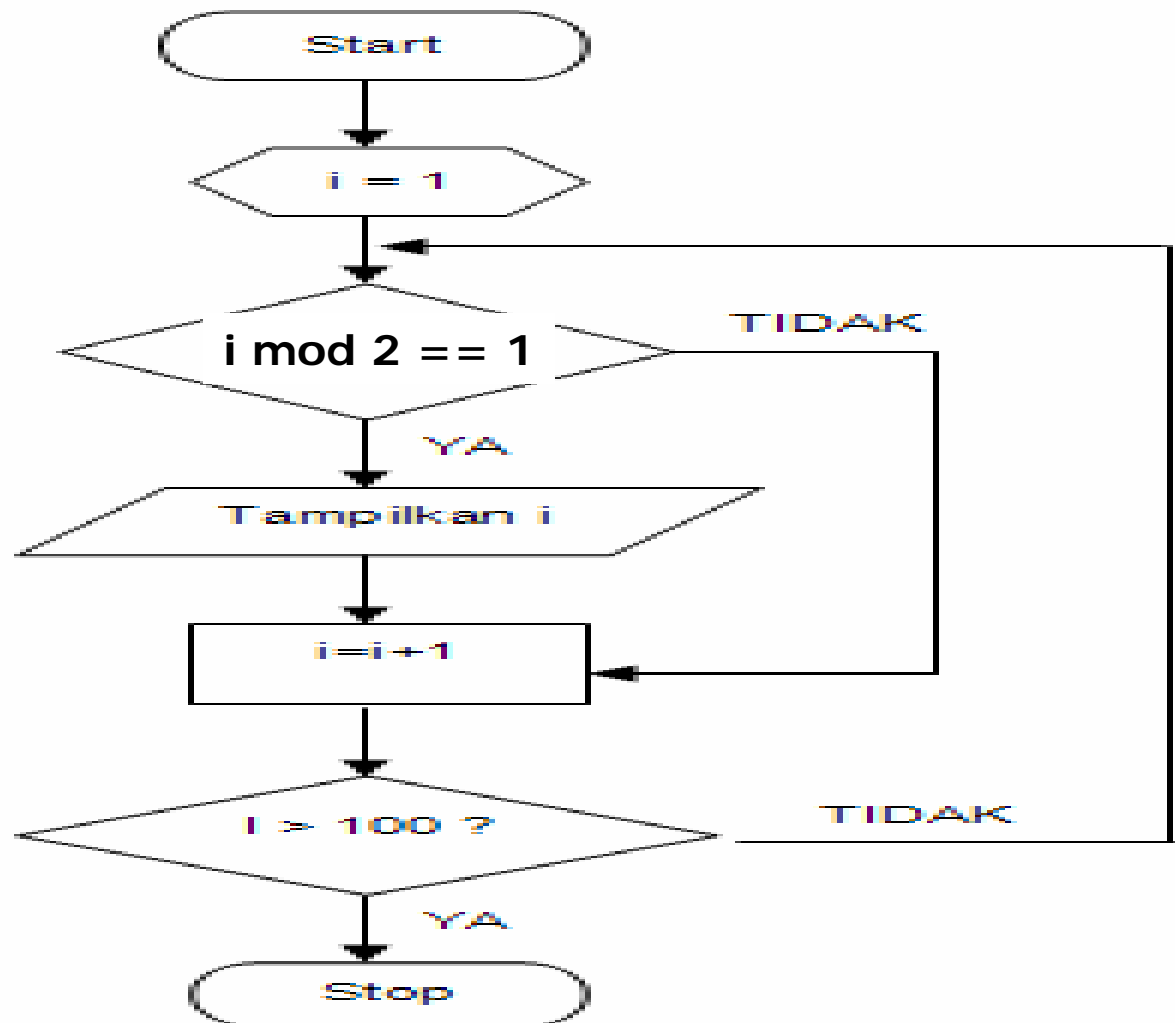 Start
i = 1
i mod 2 == 1
TIDAK
YA
Tampilkan i
i=i+1
I > 100 ?
TIDAK
YA
Stop